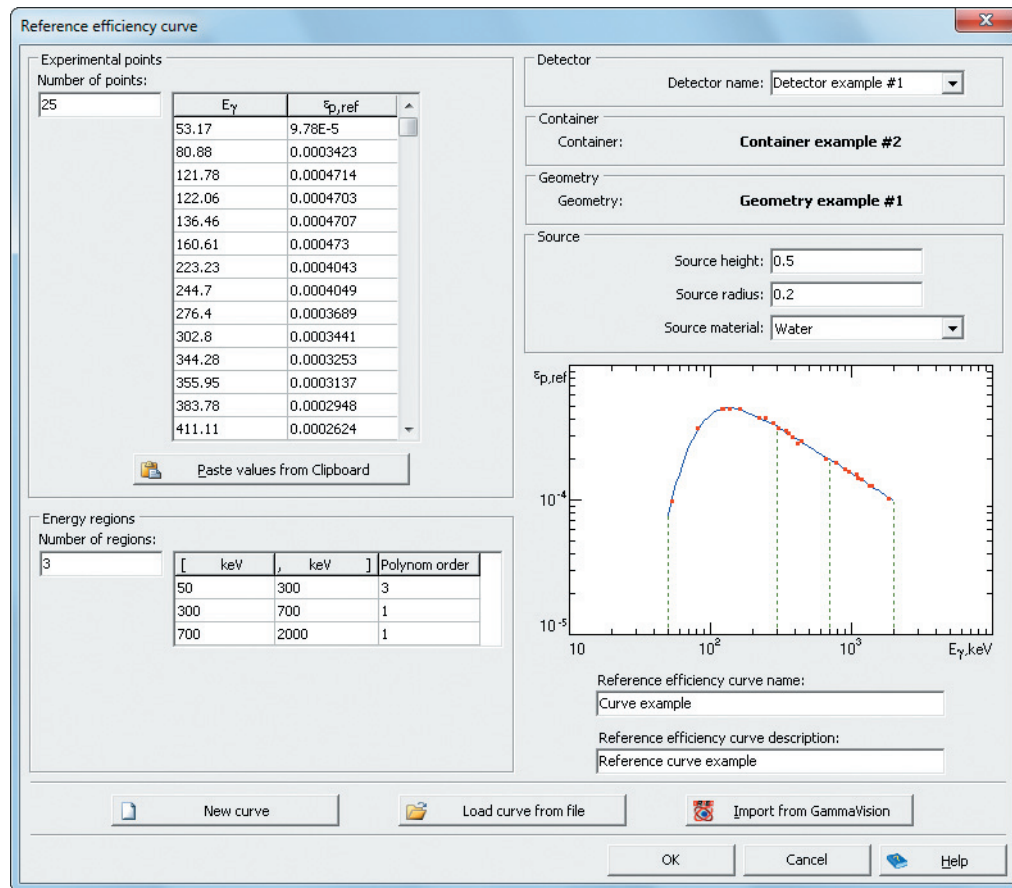 Reference efficiency curve
Experimental points
Number of points:
25
Eγ εp,ref
53.17 9.78E-5
80.88 0.0003423
121.78 0.0004714
122.06 0.0004703
136.46 0.0004707
160.61 0.000473
223.23 0.0004043
244.7 0.0004049
276.4 0.0003689
302.8 0.0003441
344.28 0.0003253
355.95 0.0003137
383.78 0.0002948
411.11 0.0002624
Paste values from Clipboard
Energy regions
Number of regions:
3
[ keV , keV ] Polynom order
50 300 3
300 700 1
700 2000 1
Detector
Detector name: Detector example #1
Container
Container: Container example #2
Geometry
Geometry: Geometry example #1
Source
Source height: 0.5
Source radius: 0.2
Source material: Water
εp,ref
10⁻⁴
10⁻⁵
10 10² 10³ Eγ,keV
Reference efficiency curve name:
Curve example
Reference efficiency curve description:
Reference curve example
New curve Load curve from file Import from GammaVision
OK Cancel Help